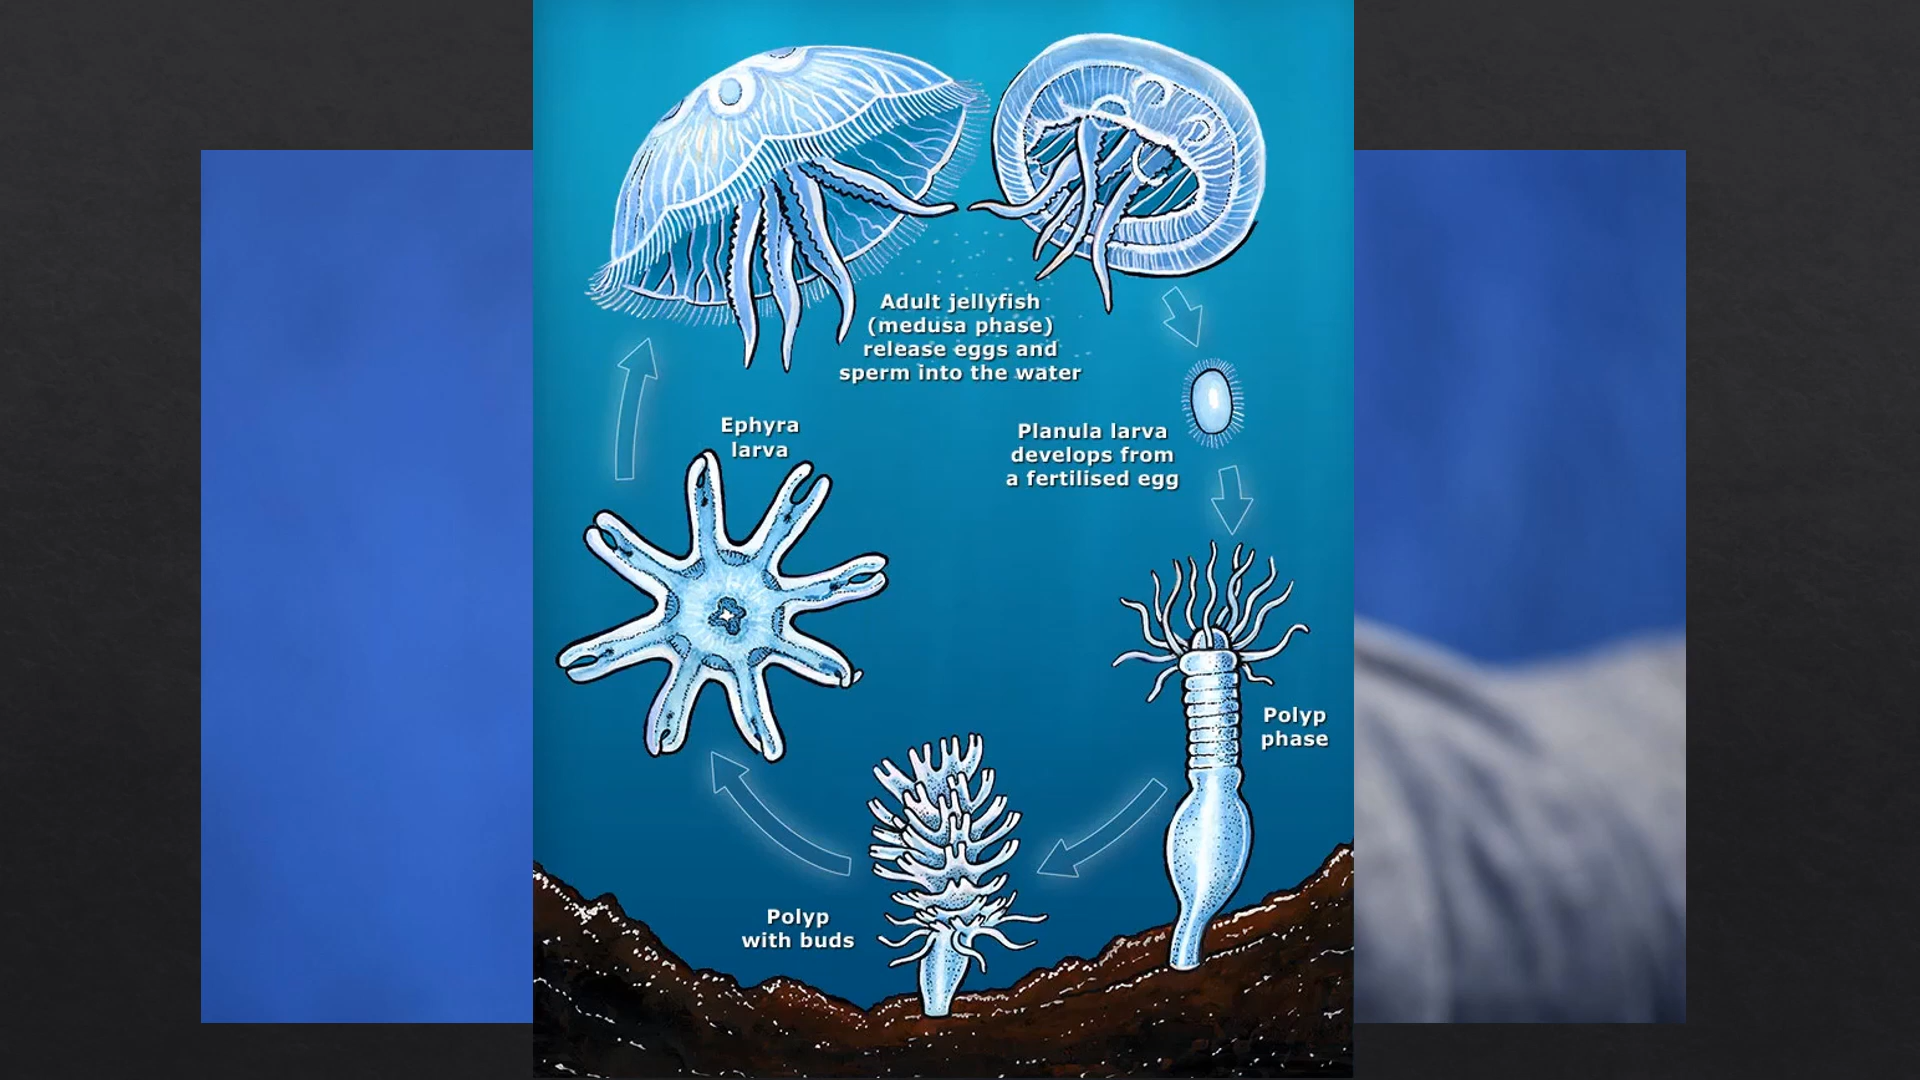 Adult jellyfish
(medusa phase)
release eggs and
sperm into the water
Ephyra
larva
Planula larva
develops from
a fertilised egg
Polyp
phase
Polyp
with buds